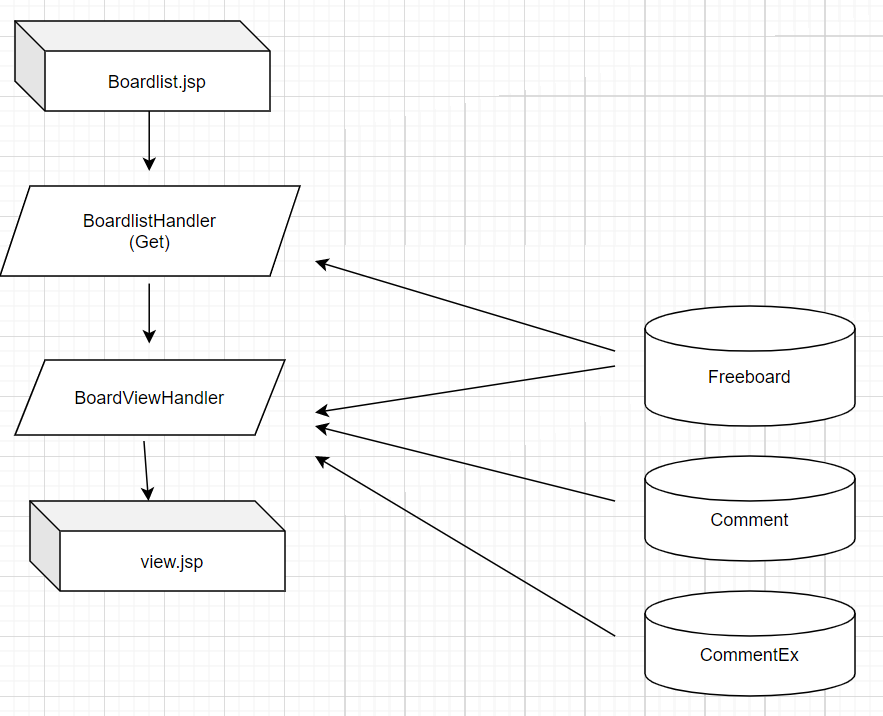 Boardlist.jsp
BoardlistHandler
(Get)
BoardViewHandler
view.jsp
Freeboard
Comment
CommentEx